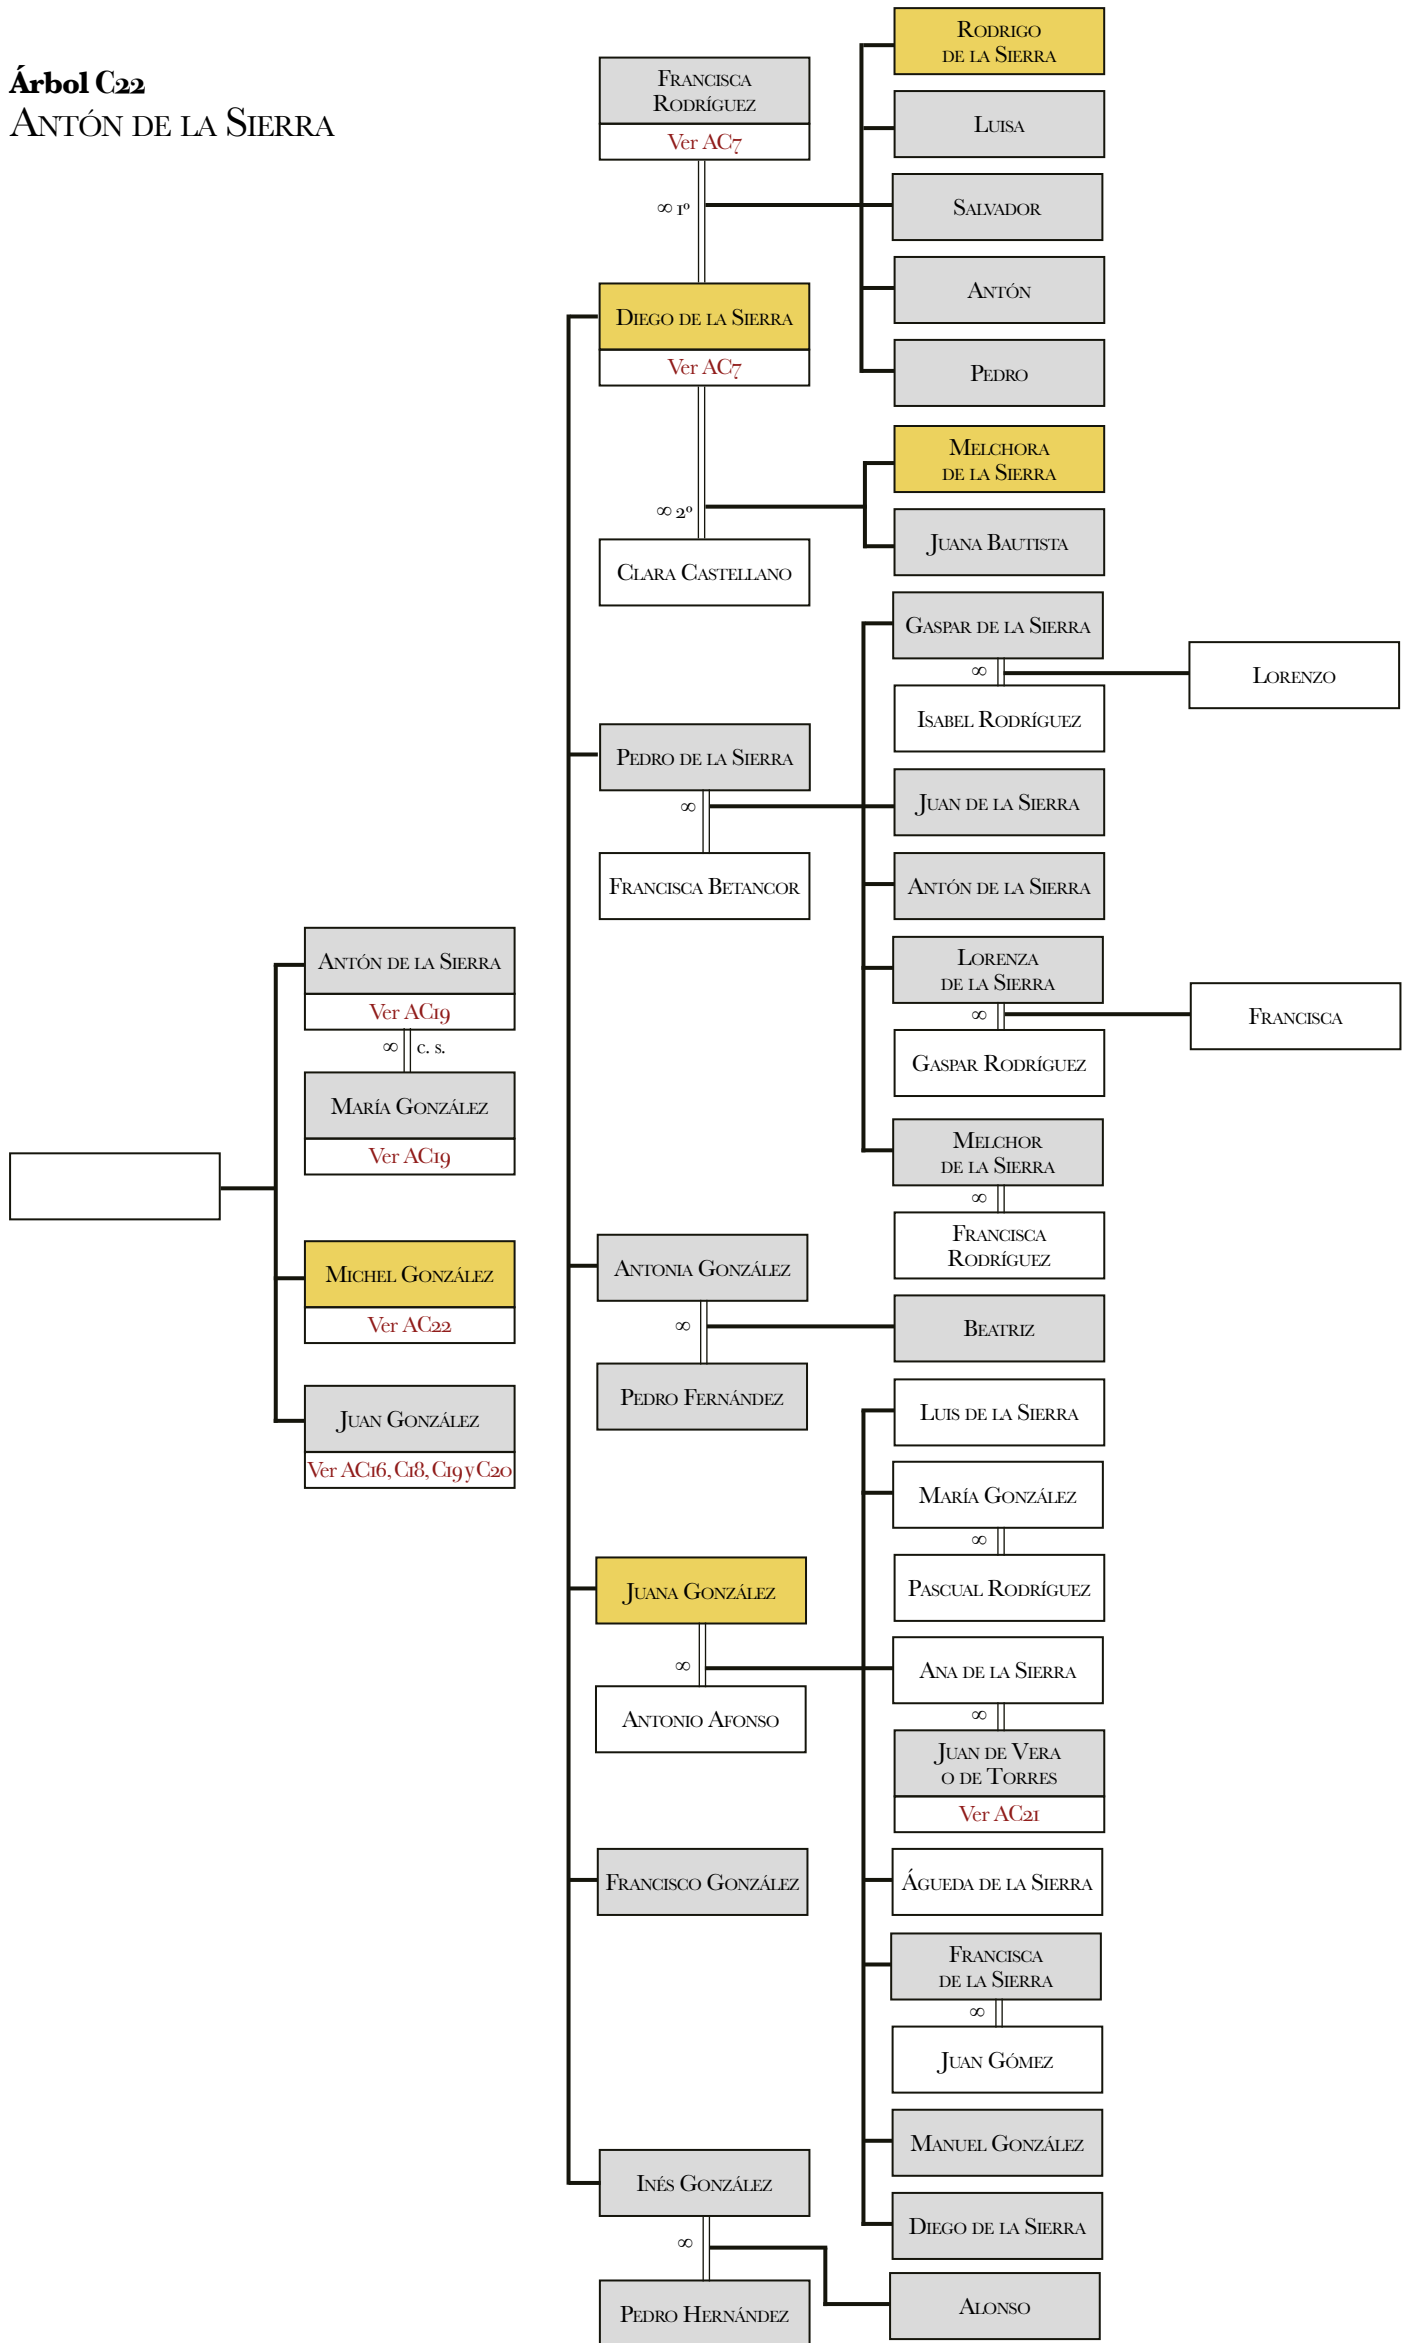 Árbol C22
Antón de la Sierra
Antón de la Sierra
Ver AC19
∞ c. s.
María González
Ver AC19
Michel González
Ver AC22
Juan González
Ver AC16, C18, C19 y C20
Francisca
Rodríguez
Ver AC7
∞ 1º
Diego de la Sierra
Ver AC7
∞ 2º
Clara Castellano
Pedro de la Sierra
∞
Francisca Betancor
Antonia González
∞
Pedro Fernández
Juana González
∞
Antonio Afonso
Francisco González
Inés González
∞
Pedro Hernández
Rodrigo
de la Sierra
Luisa
Salvador
Antón
Pedro
Melchora
de la Sierra
Juana Bautista
Gaspar de la Sierra
∞
Isabel Rodríguez
Juan de la Sierra
Antón de la Sierra
Lorenza
de la Sierra
∞
Gaspar Rodríguez
Melchor
de la Sierra
∞
Francisca
Rodríguez
Beatriz
Luis de la Sierra
María González
∞
Pascual Rodríguez
Ana de la Sierra
∞
Juan de Vera
o de Torres
Ver AC21
Águeda de la Sierra
Francisca
de la Sierra
∞
Juan Gómez
Manuel González
Diego de la Sierra
Alonso
Lorenzo
Francisca